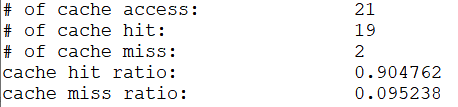 # of cache access: 21
# of cache hit: 19
# of cache miss: 2
cache hit ratio: 0.904762
cache miss ratio: 0.095238